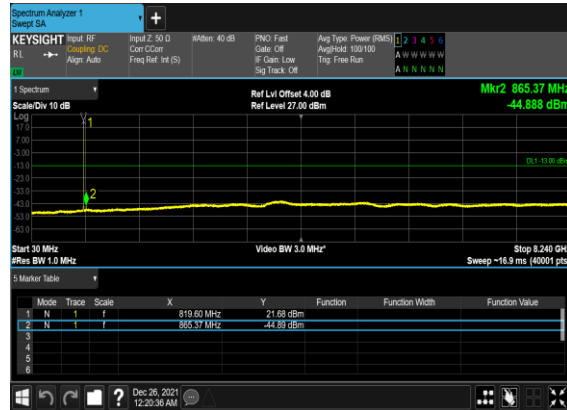 Spectrum Analyzer 1
Swept SA
KEYSIGHT Input: RF Input Z: 50 Ω #Atten: 40 dB PNO: Fast Avg Type: Power (RMS) 1 2 3 4 5 6
RL Coupling: DC Corr CCorr Gate: Off Avg|Hold: 100/100 A W W W W W
Align: Auto Freq Ref: Int (S) IF Gain: Low Trig: Free Run
Sig Track: Off A N N N N N
1 Spectrum Ref Lvl Offset 4.00 dB Mkr2 865.37 MHz
Scale/Div 10 dB Ref Level 27.00 dBm -44.888 dBm
Log
17.0 1
7.00
-3.00
-13.0 DL1 -13.00 dBm
-23.0
-33.0
-43.0 2
-53.0
-63.0
Start 30 MHz Video BW 3.0 MHz* Stop 8.240 GHz
#Res BW 1.0 MHz Sweep ~16.9 ms (40001 pts)
5 Marker Table
Mode Trace Scale X Y Function Function Width Function Value
1 N 1 f 819.60 MHz 21.68 dBm
2 N 1 f 865.37 MHz -44.89 dBm
3
4
5
6
? Dec 26, 2021
12:20:36 AM